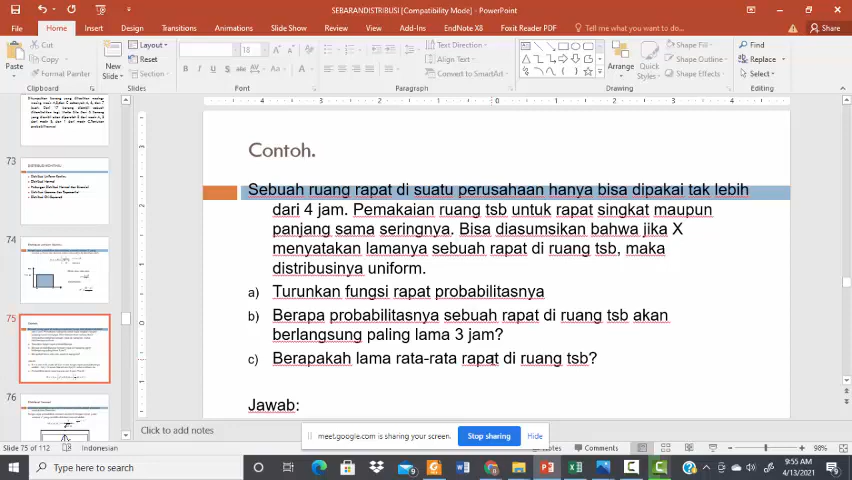 SEBARANDISTRIBUSI [Compatibility Mode] - PowerPoint
File Home Insert Design Transitions Animations Slide Show Review View Add-ins EndNote X8 Foxit Reader PDF Tell me what you want to do... Share
Paste
Cut
Copy
Format Painter
Clipboard
New Slide
Layout
Reset
Section
Slides
18
Font
Text Direction
Align Text
Convert to SmartArt
Paragraph
Arrange
Quick Styles
Shape Fill
Shape Outline
Shape Effects
Drawing
Find
Replace
Select
Editing
73
74
75
76
Contoh.
Sebuah ruang rapat di suatu perusahaan hanya bisa dipakai tak lebih
dari 4 jam. Pemakaian ruang tsb untuk rapat singkat maupun
panjang sama seringnya. Bisa diasumsikan bahwa jika X
menyatakan lamanya sebuah rapat di ruang tsb, maka
distribusinya uniform.
a) Turunkan fungsi rapat probabilitasnya
b) Berapa probabilitasnya sebuah rapat di ruang tsb akan
berlangsung paling lama 3 jam?
c) Berapakah lama rata-rata rapat di ruang tsb?
Jawab:
Click to add notes
meet.google.com is sharing your screen. Stop sharing Hide
Slide 75 of 112 Indonesian Notes Comments 98%
Type here to search
9:55 AM
4/13/2021